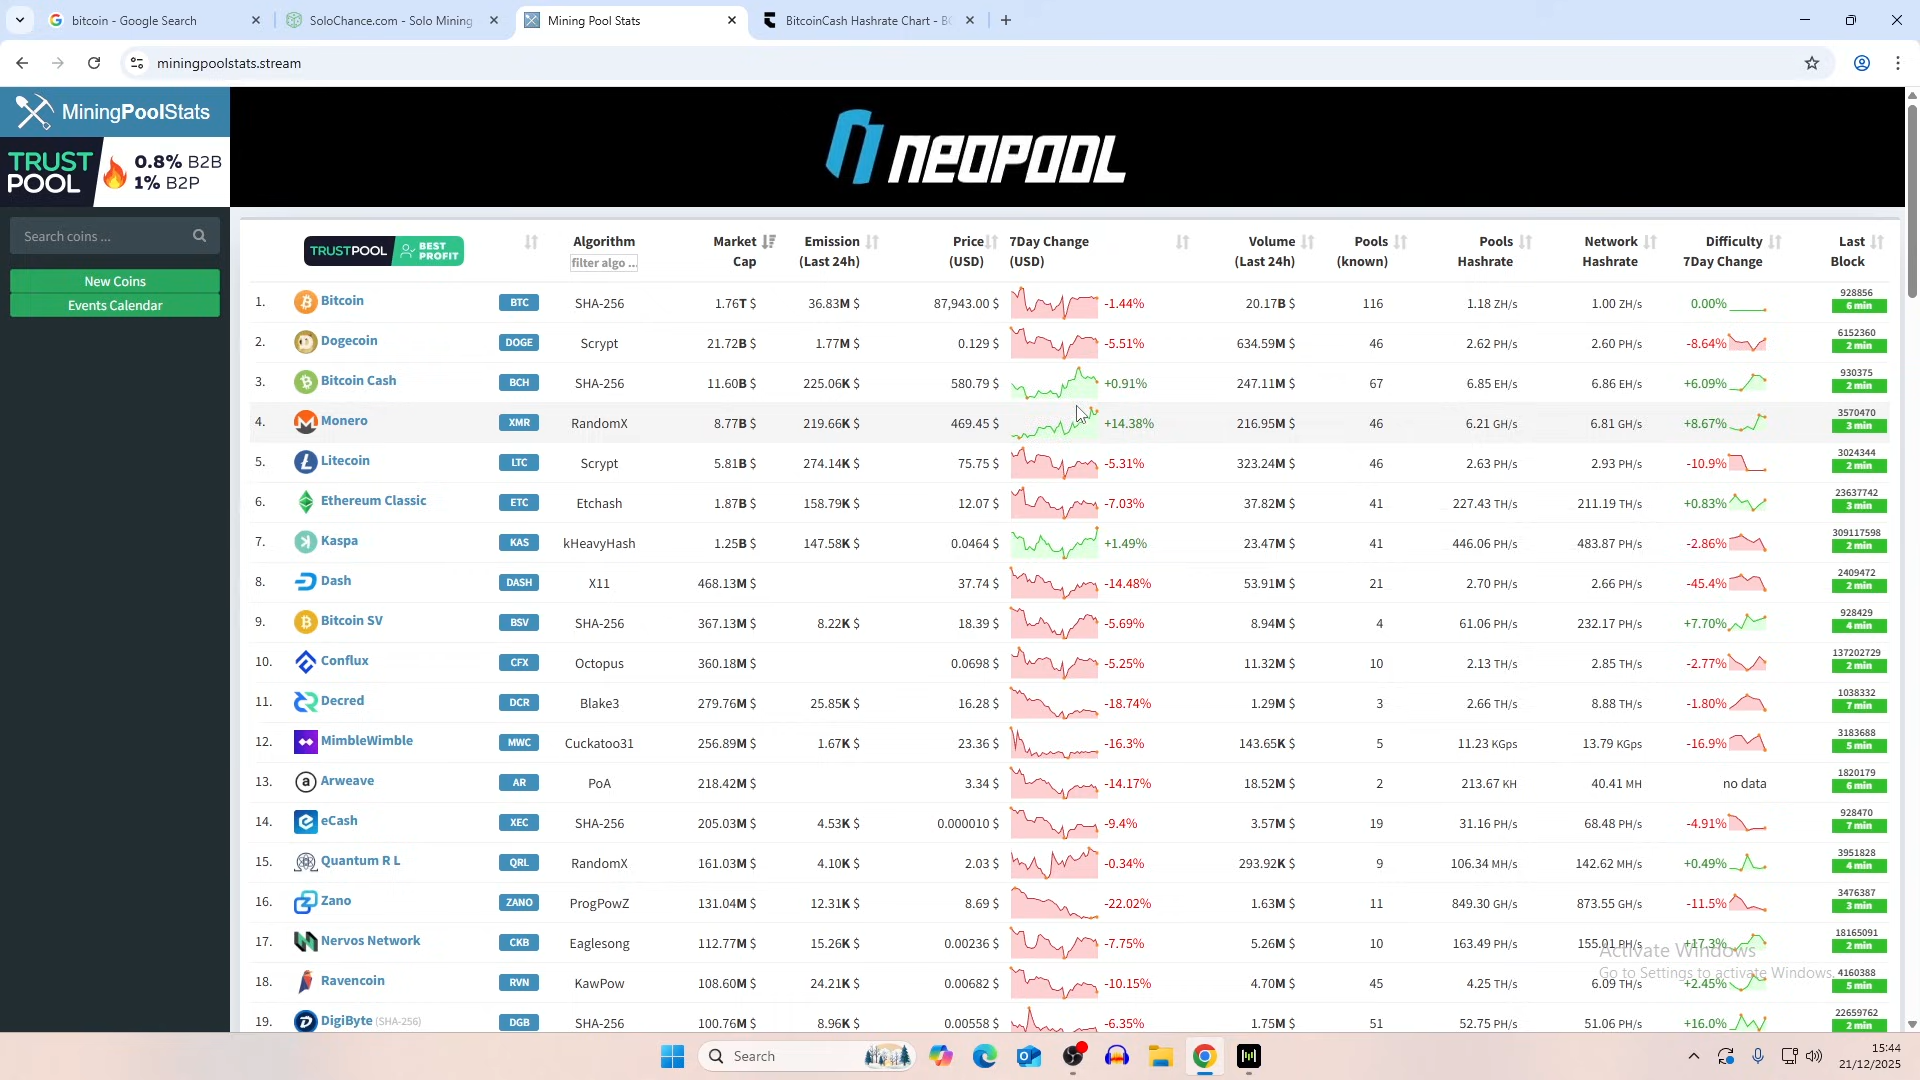 bitcoin - Google Search
SoloChance.com - Solo Mining
Mining Pool Stats
BitcoinCash Hashrate Chart - BC
miningpoolstats.stream
MiningPoolStats
TRUST POOL
0.8% B2B
1% B2P
Search coins ...
New Coins
Events Calendar
NEOPOOL
TRUSTPOOL BEST PROFIT
Algorithm
filter algo ...
Market Cap
Emission (Last 24h)
Price (USD)
7Day Change (USD)
Volume (Last 24h)
Pools (known)
Pools Hashrate
Network Hashrate
Difficulty 7Day Change
Last Block
1. Bitcoin BTC SHA-256 1.76T $ 36.83M $ 87,943.00 $ -1.44% 20.17B $ 116 1.18 ZH/s 1.00 ZH/s 0.00% 928856 6 min
2. Dogecoin DOGE Scrypt 21.72B $ 1.77M $ 0.129 $ -5.51% 634.59M $ 46 2.62 PH/s 2.60 PH/s -8.64% 6152360 2 min
3. Bitcoin Cash BCH SHA-256 11.60B $ 225.06K $ 580.79 $ +0.91% 247.11M $ 67 6.85 EH/s 6.86 EH/s +6.09% 930375 2 min
4. Monero XMR RandomX 8.77B $ 219.66K $ 469.45 $ +14.38% 216.95M $ 46 6.21 GH/s 6.81 GH/s +8.67% 3570470 3 min
5. Litecoin LTC Scrypt 5.81B $ 274.14K $ 75.75 $ -5.31% 323.24M $ 46 2.63 PH/s 2.93 PH/s -10.9% 3024344 2 min
6. Ethereum Classic ETC Etchash 1.87B $ 158.79K $ 12.07 $ -7.03% 37.82M $ 41 227.43 TH/s 211.19 TH/s +0.83% 23637742 3 min
7. Kaspa KAS kHeavyHash 1.25B $ 147.58K $ 0.0464 $ +1.49% 23.47M $ 41 446.06 PH/s 483.87 PH/s -2.86% 309117598 2 min
8. Dash DASH X11 468.13M $ 37.74 $ -14.48% 53.91M $ 21 2.70 PH/s 2.66 PH/s -45.4% 2409472 2 min
9. Bitcoin SV BSV SHA-256 367.13M $ 8.22K $ 18.39 $ -5.69% 8.94M $ 4 61.06 PH/s 232.17 PH/s +7.70% 928429 4 min
10. Conflux CFX Octopus 360.18M $ 0.0698 $ -5.25% 11.32M $ 10 2.13 TH/s 2.85 TH/s -2.77% 137202729 2 min
11. Decred DCR Blake3 279.76M $ 25.85K $ 16.28 $ -18.74% 1.29M $ 3 2.66 TH/s 8.88 TH/s -1.80% 1038332 7 min
12. MimbleWimble MWC Cuckatoo31 256.89M $ 1.67K $ 23.36 $ -16.3% 143.65K $ 5 11.23 KGps 13.79 KGps -16.9% 3183688 5 min
13. Arweave AR PoA 218.42M $ 3.34 $ -14.17% 18.52M $ 2 213.67 KH 40.41 MH no data 1820179 6 min
14. eCash XEC SHA-256 205.03M $ 4.53K $ 0.000010 $ -9.4% 3.57M $ 19 31.16 PH/s 68.48 PH/s -4.91% 928470 7 min
15. Quantum R L QRL RandomX 161.03M $ 4.10K $ 2.03 $ -0.34% 293.92K $ 9 106.34 MH/s 142.62 MH/s +0.49% 3951828 4 min
16. Zano ZANO ProgPowZ 131.04M $ 12.31K $ 8.69 $ -22.02% 1.63M $ 11 849.30 GH/s 873.55 GH/s -11.5% 3476387 3 min
17. Nervos Network CKB Eaglesong 112.77M $ 15.26K $ 0.00236 $ -7.75% 5.26M $ 10 163.49 PH/s 155.01 PH/s +17.3% 18165091 2 min
18. Ravencoin RVN KawPow 108.60M $ 24.21K $ 0.00682 $ -10.15% 4.70M $ 45 4.25 TH/s 6.09 TH/s +2.45% 4160388 5 min
19. DigiByte (SHA-256) DGB SHA-256 100.76M $ 8.96K $ 0.00558 $ -6.35% 1.75M $ 51 52.75 PH/s 51.06 PH/s +16.0% 22659762 2 min
Activate Windows
Go to Settings to activate Windows.
Search
15:44
21/12/2025